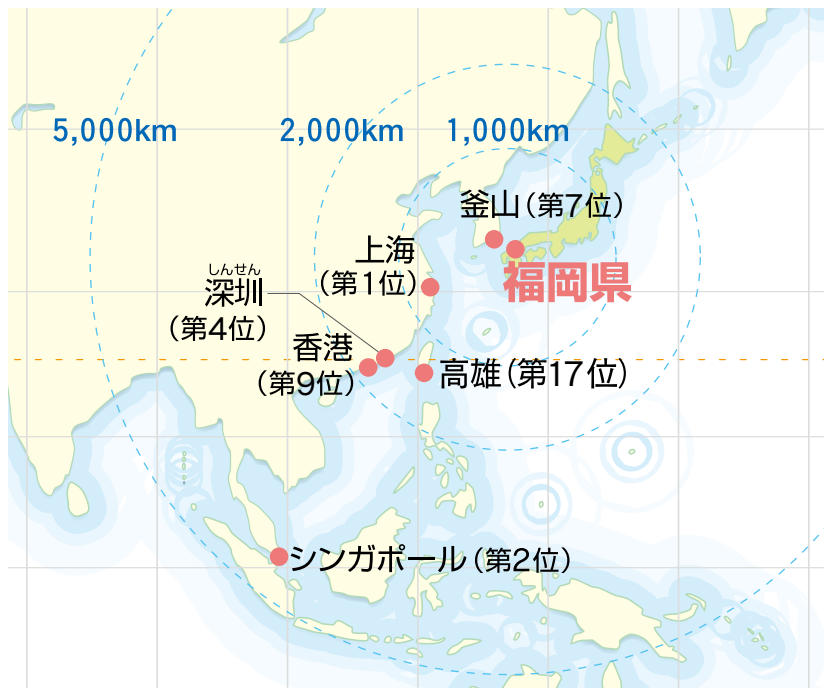 5,000km
2,000km
1,000km
釜山(第7位)
福岡県
上海
(第1位)
しんせん
深圳
(第4位)
香港
(第9位)
高雄(第17位)
シンガポール(第2位)